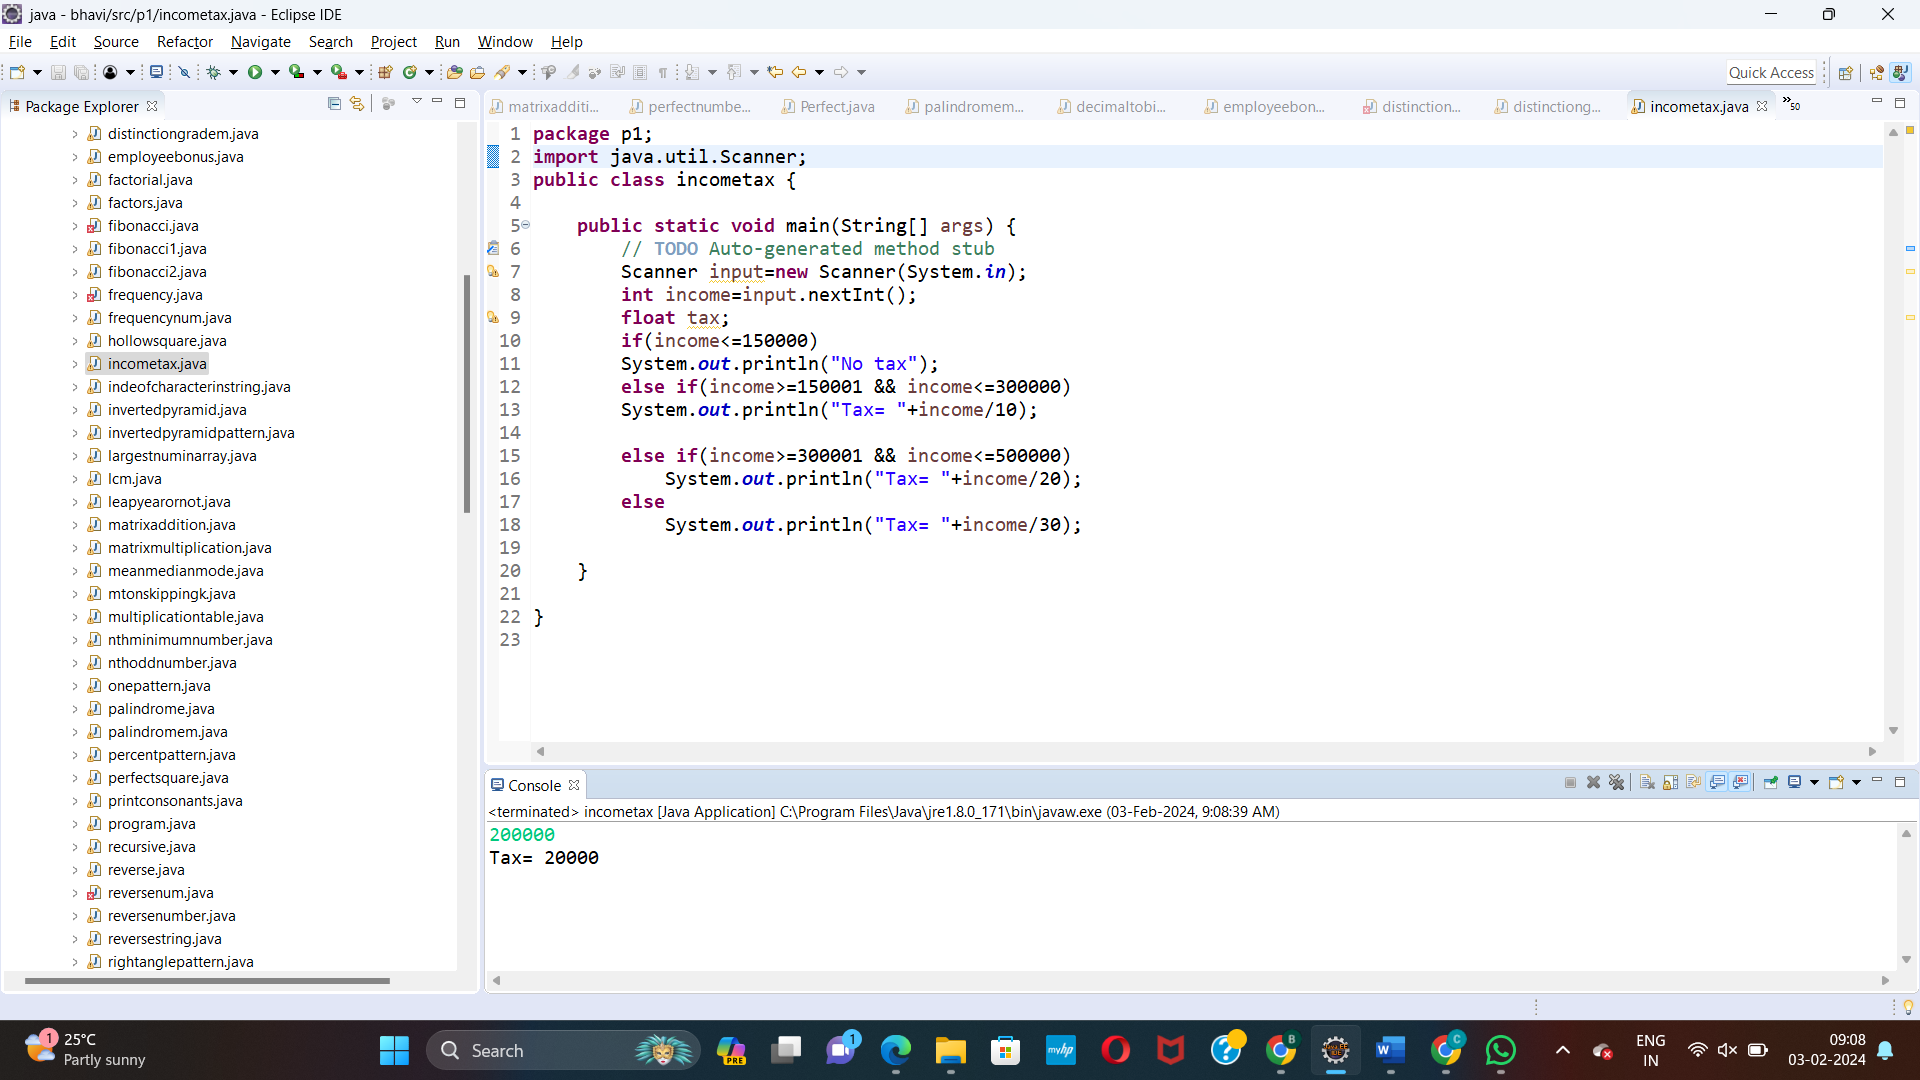 java - bhavi/src/p1/incometax.java - Eclipse IDE
File Edit Source Refactor Navigate Search Project Run Window Help
Quick Access
Package Explorer
matrixadditi... perfectnumbe... Perfect.java palindromem... decimaltobi... employeebon... distinction... distinctiong... incometax.java »50
distinctiongradem.java
employeebonus.java
factorial.java
factors.java
fibonacci.java
fibonacci1.java
fibonacci2.java
frequency.java
frequencynum.java
hollowsquare.java
incometax.java
indeofcharacterinstring.java
invertedpyramid.java
invertedpyramidpattern.java
largestnuminarray.java
lcm.java
leapyearornot.java
matrixaddition.java
matrixmultiplication.java
meanmedianmode.java
mtonskippingk.java
multiplicationtable.java
nthminimumnumber.java
nthoddnumber.java
onepattern.java
palindrome.java
palindromem.java
percentpattern.java
perfectsquare.java
printconsonants.java
program.java
recursive.java
reverse.java
reversenum.java
reversenumber.java
reversestring.java
rightanglepattern.java
1 package p1;
2 import java.util.Scanner;
3 public class incometax {
4
5 public static void main(String[] args) {
6 // TODO Auto-generated method stub
7 Scanner input=new Scanner(System.in);
8 int income=input.nextInt();
9 float tax;
10 if(income<=150000)
11 System.out.println("No tax");
12 else if(income>=150001 && income<=300000)
13 System.out.println("Tax= "+income/10);
14
15 else if(income>=300001 && income<=500000)
16 System.out.println("Tax= "+income/20);
17 else
18 System.out.println("Tax= "+income/30);
19
20 }
21
22 }
23
Console
<terminated> incometax [Java Application] C:\Program Files\Java\jre1.8.0_171\bin\javaw.exe (03-Feb-2024, 9:08:39 AM)
200000
Tax= 20000
1
25°C
Partly sunny
Search
PRE
1
myhp
B
W
C
ENG
IN
09:08
03-02-2024